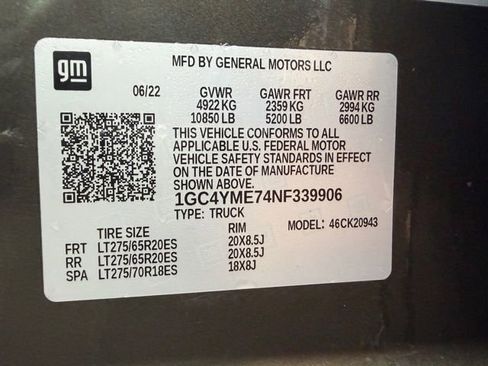 gm
MFD BY GENERAL MOTORS LLC
06/22 GVWR GAWR FRT GAWR RR
4922 KG 2359 KG 2994 KG
10850 LB 5200 LB 6600 LB
THIS VEHICLE CONFORMS TO ALL
APPLICABLE U.S. FEDERAL MOTOR
VEHICLE SAFETY STANDARDS IN EFFECT
ON THE DATE OF MANUFACTURE
SHOWN ABOVE.
1GC4YME74NF339906
TYPE: TRUCK MODEL: 46CK20943
TIRE SIZE RIM
FRT LT275/65R20ES 20X8.5J
RR LT275/65R20ES 20X8.5J
SPA LT275/70R18ES 18X8J